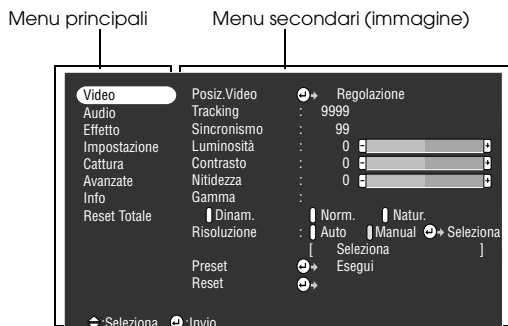 Menu principali
Menu secondari (immagine)
Video
Audio
Effetto
Impostazione
Cattura
Avanzate
Info
Reset Totale
Posiz.Video Regolazione
Tracking : 9999
Sincronismo : 99
Luminosità : 0 - +
Contrasto : 0 - +
Nitidezza : 0 - +
Gamma :
Dinam. Norm. Natur.
Risoluzione : Auto Manual Seleziona
[ Seleziona ]
Preset Esegui
Reset
:Seleziona :Invio